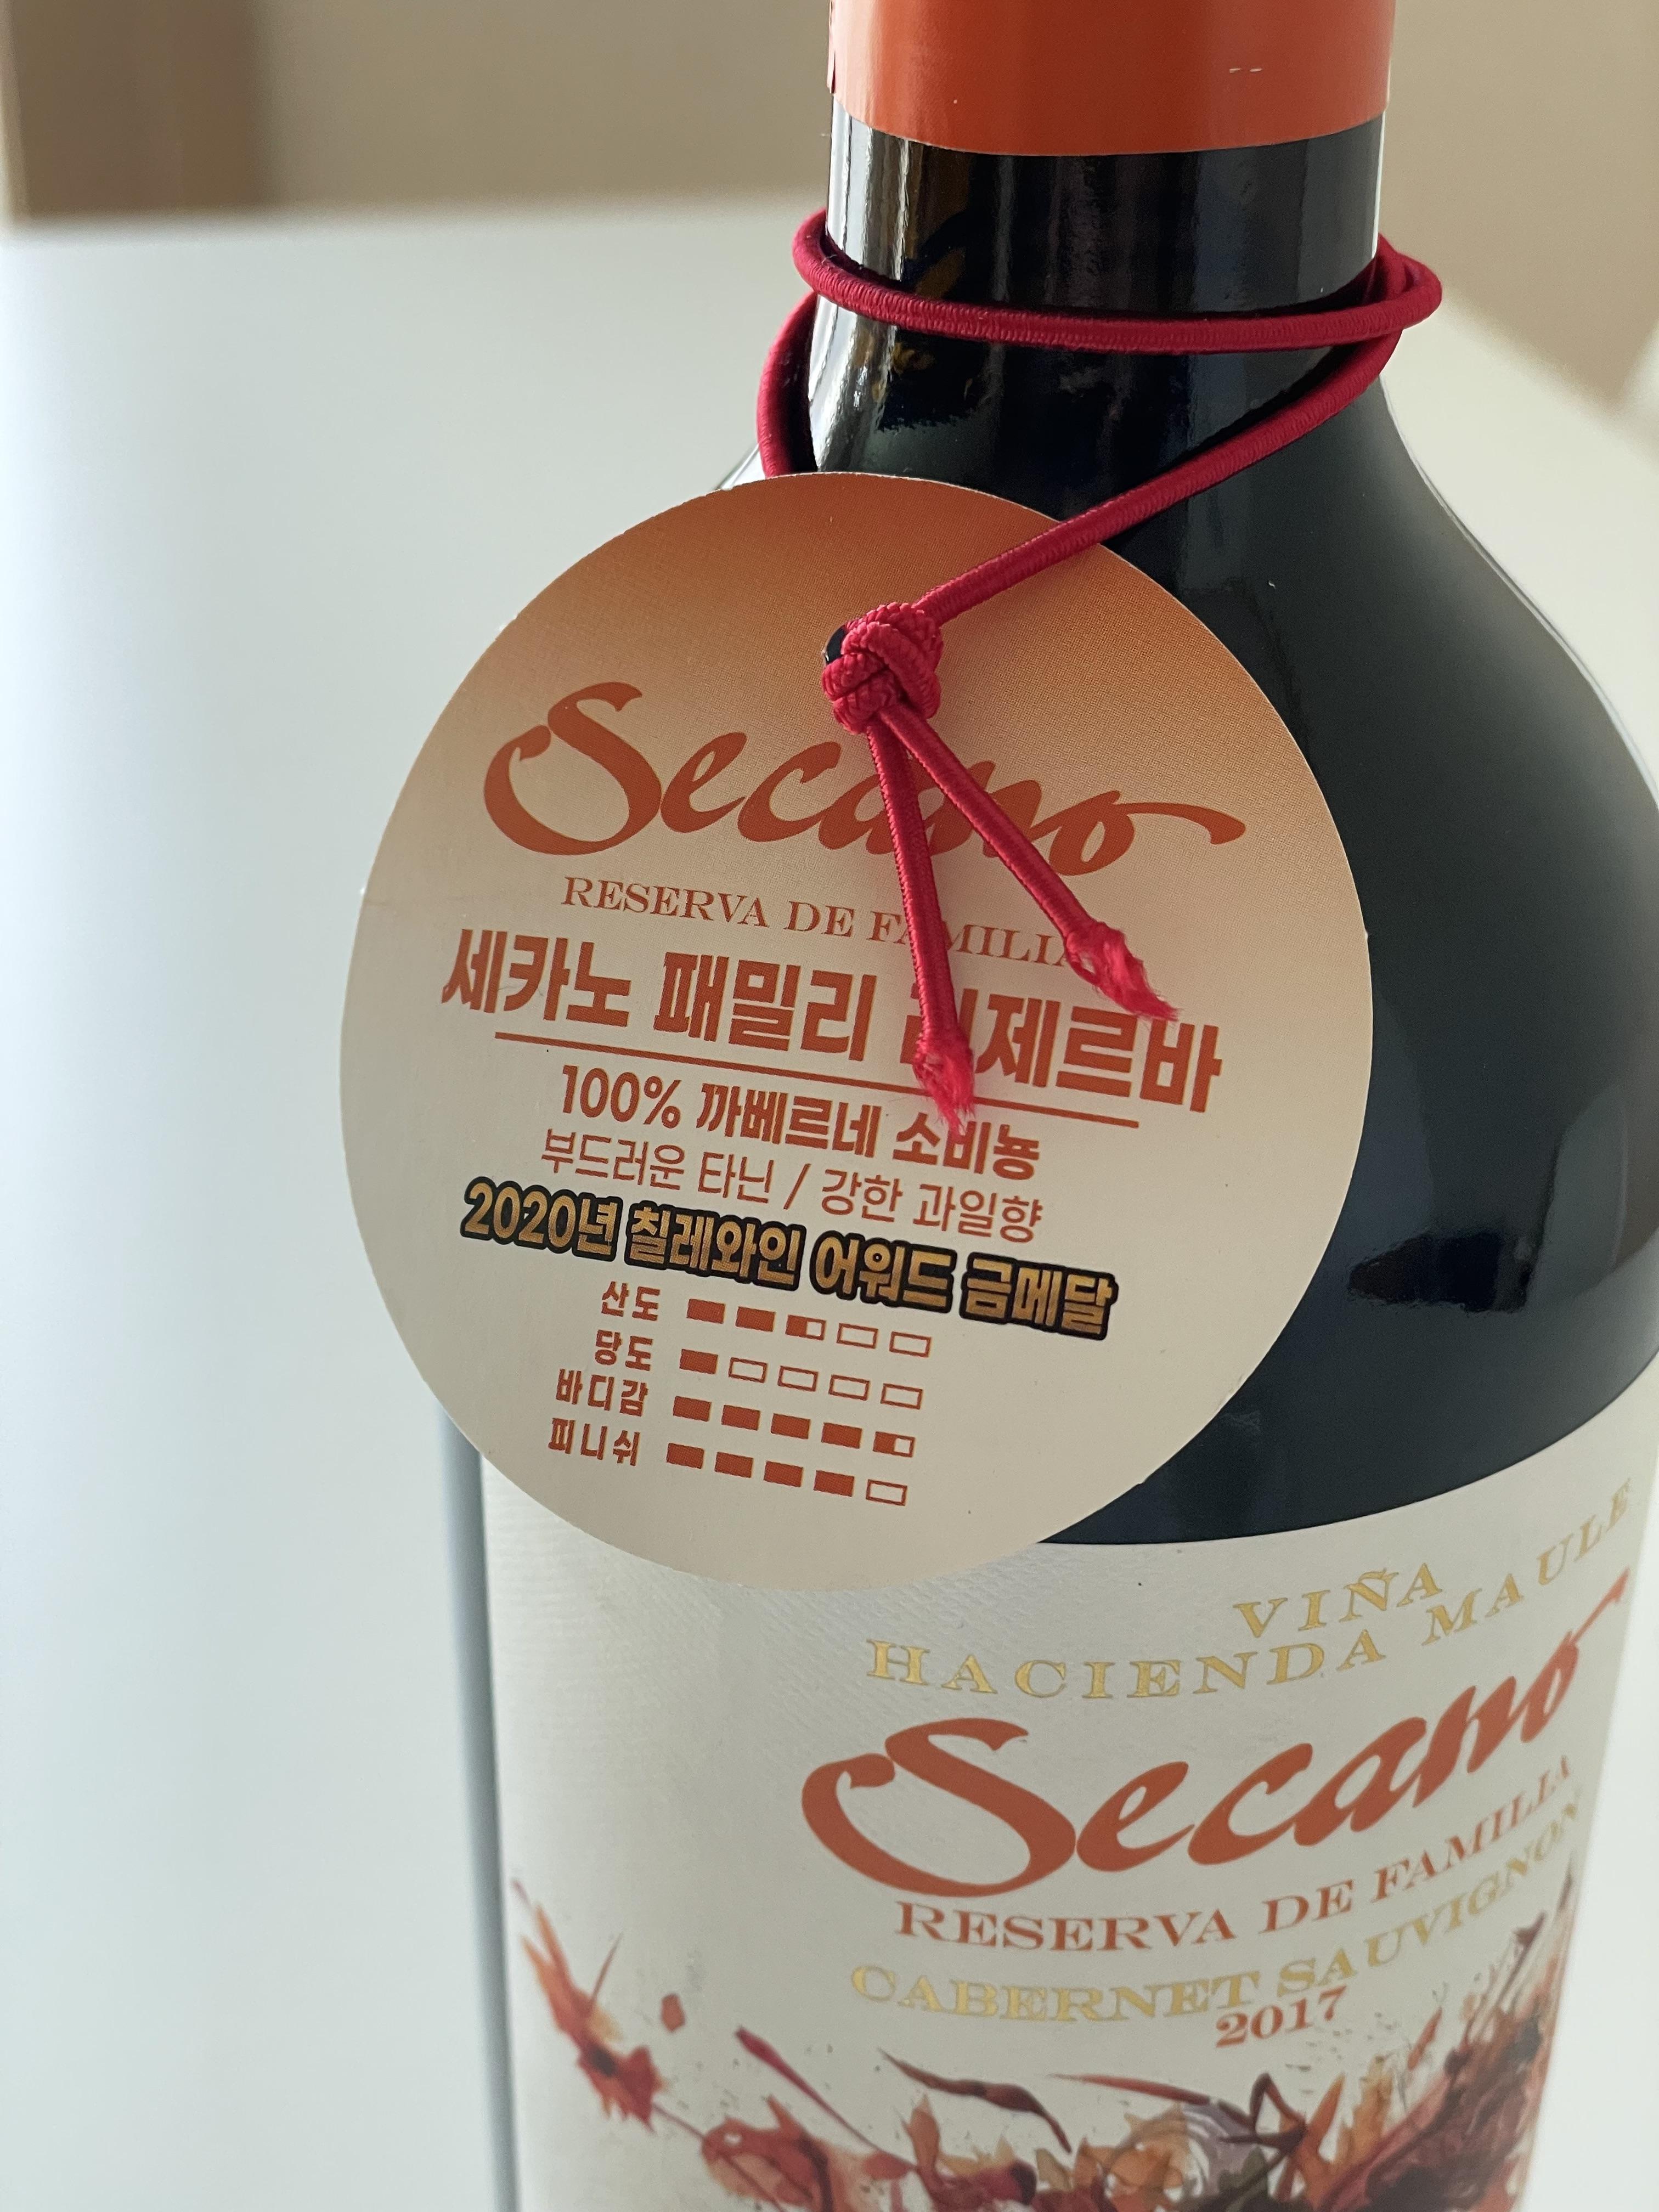 Secano
RESERVA DE FAMILIA
세카노 패밀리 리제르바
100% 까베르네 소비뇽
부드러운 타닌 / 강한 과일향
2020년 칠레와인 어워드 금메달
산도
당도
바디감
피니쉬
VIÑA
HACIENDA MAULE
Secano
RESERVA DE FAMILIA
CABERNET SAUVIGNON
2017